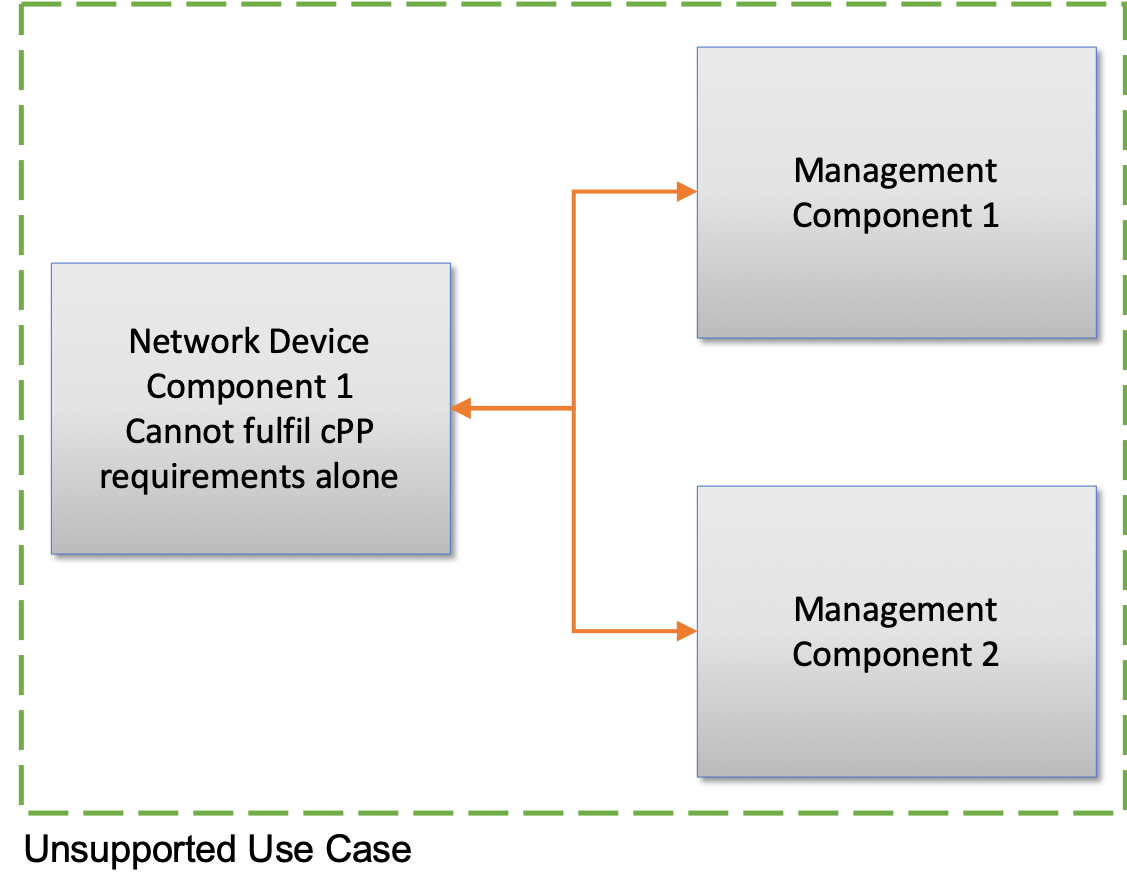 Management
Component 1
Network Device
Component 1
Cannot fulfil cPP
requirements alone
Management
Component 2
Unsupported Use Case